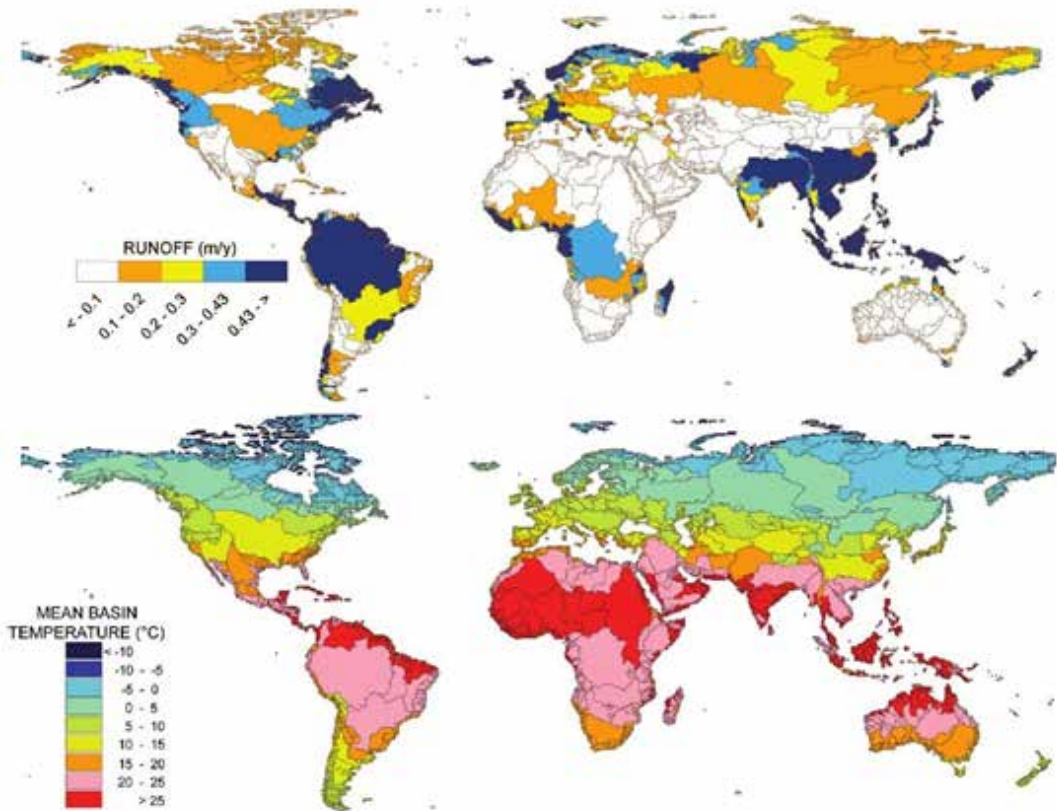 RUNOFF (m/y)
< - 0.1
0.1 - 0.2
0.2 - 0.3
0.3 - 0.43
0.43 - >
MEAN BASIN
TEMPERATURE (°C)
< -10
-10 - -5
-5 - 0
0 - 5
5 - 10
10 - 15
15 - 20
20 - 25
> 25